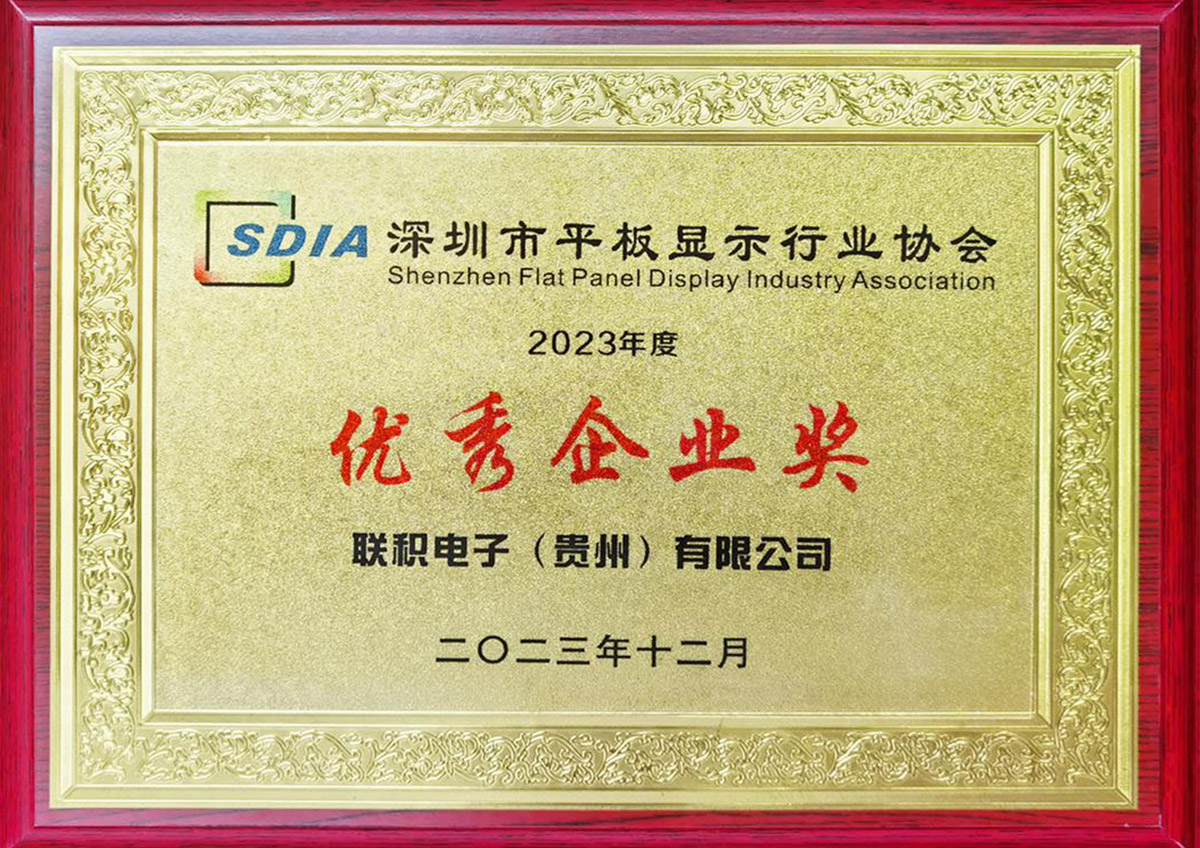 SDIA 深圳市平板显示行业协会
Shenzhen Flat Panel Display Industry Association
2023年度
优秀企业奖
联积电子（贵州）有限公司
二〇二三年十二月